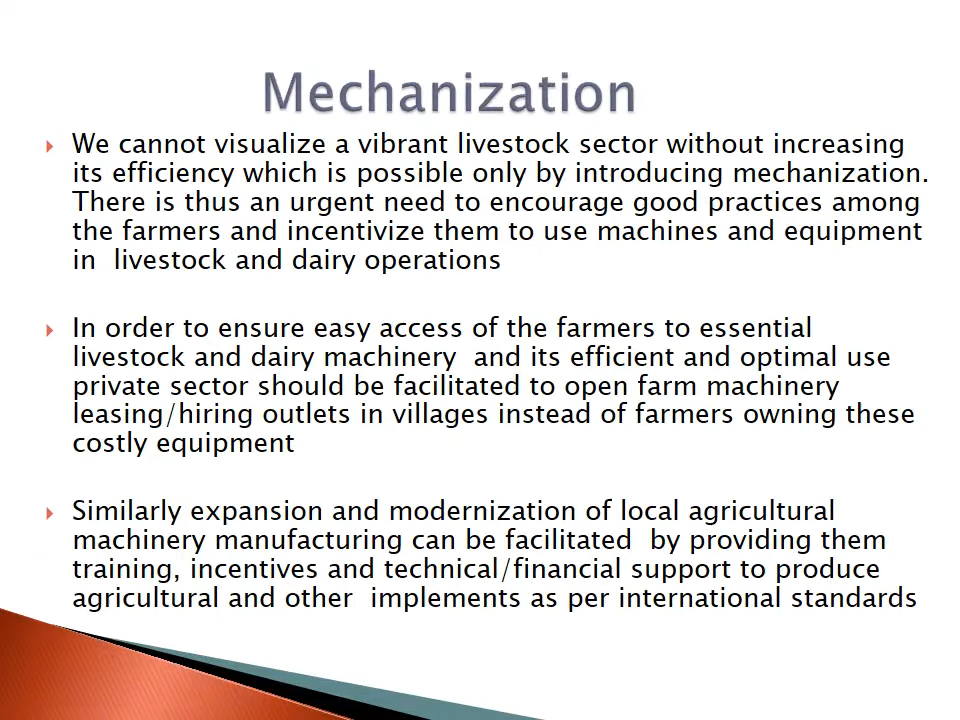 Mechanization
We cannot visualize a vibrant livestock sector without increasing
its efficiency which is possible only by introducing mechanization.
There is thus an urgent need to encourage good practices among
the farmers and incentivize them to use machines and equipment
in  livestock and dairy operations
In order to ensure easy access of the farmers to essential
livestock and dairy machinery  and its efficient and optimal use
private sector should be facilitated to open farm machinery
leasing/hiring outlets in villages instead of farmers owning these
costly equipment
Similarly expansion and modernization of local agricultural
machinery manufacturing can be facilitated  by providing them
training, incentives and technical/financial support to produce
agricultural and other  implements as per international standards